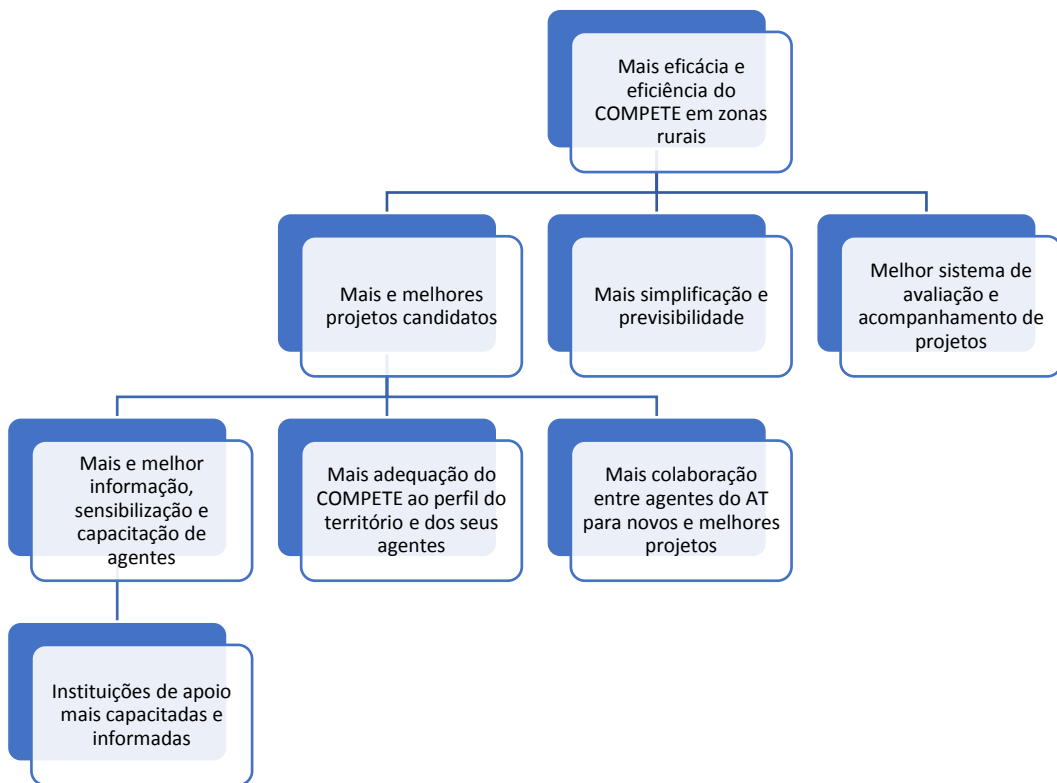 Mais eficácia e
eficiência do
COMPETE em zonas
rurais
Mais e melhores
projetos candidatos
Mais simplificação e
previsibilidade
Melhor sistema de
avaliação e
acompanhamento de
projetos
Mais e melhor
informação,
sensibilização e
capacitação de
agentes
Mais adequação do
COMPETE ao perfil do
território e dos seus
agentes
Mais colaboração
entre agentes do AT
para novos e melhores
projetos
Instituições de apoio
mais capacitadas e
informadas